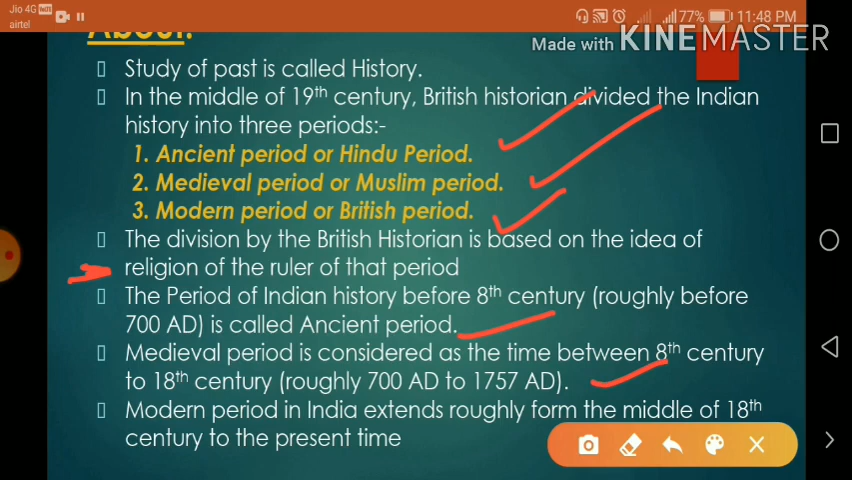 Jio 4G VoLTE
airtel
77% 11:48 PM
Made with KINEMASTER
About:
Study of past is called History.
In the middle of 19th century, British historian divided the Indian
history into three periods:-
1. Ancient period or Hindu Period.
2. Medieval period or Muslim period.
3. Modern period or British period.
The division by the British Historian is based on the idea of
religion of the ruler of that period
The Period of Indian history before 8th century (roughly before
700 AD) is called Ancient period.
Medieval period is considered as the time between 8th century
to 18th century (roughly 700 AD to 1757 AD).
Modern period in India extends roughly form the middle of 18th
century to the present time